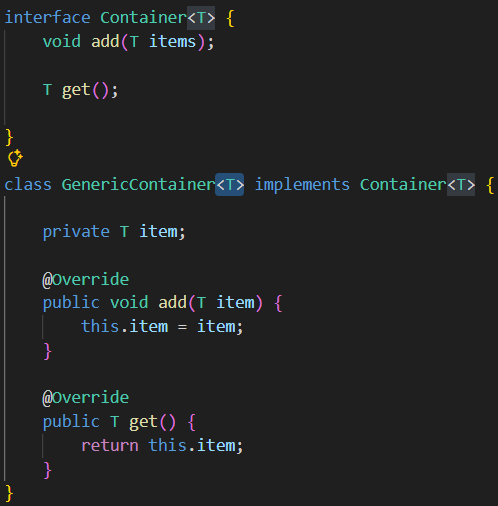 interface Container<T> {
void add(T items);
T get();
}
class GenericContainer<T> implements Container<T> {
private T item;
@Override
public void add(T item) {
this.item = item;
}
@Override
public T get() {
return this.item;
}
}